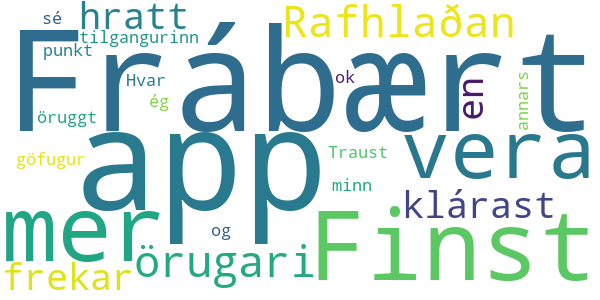 sé
hratt
Rafhlaðan
tilgangurinn
punkt
Frábært
Hvar
ok
en
annars
ég
öruggt
app
vera
göfugur
Traust
minn
klárast
mer
Finst
og
örugari
frekar